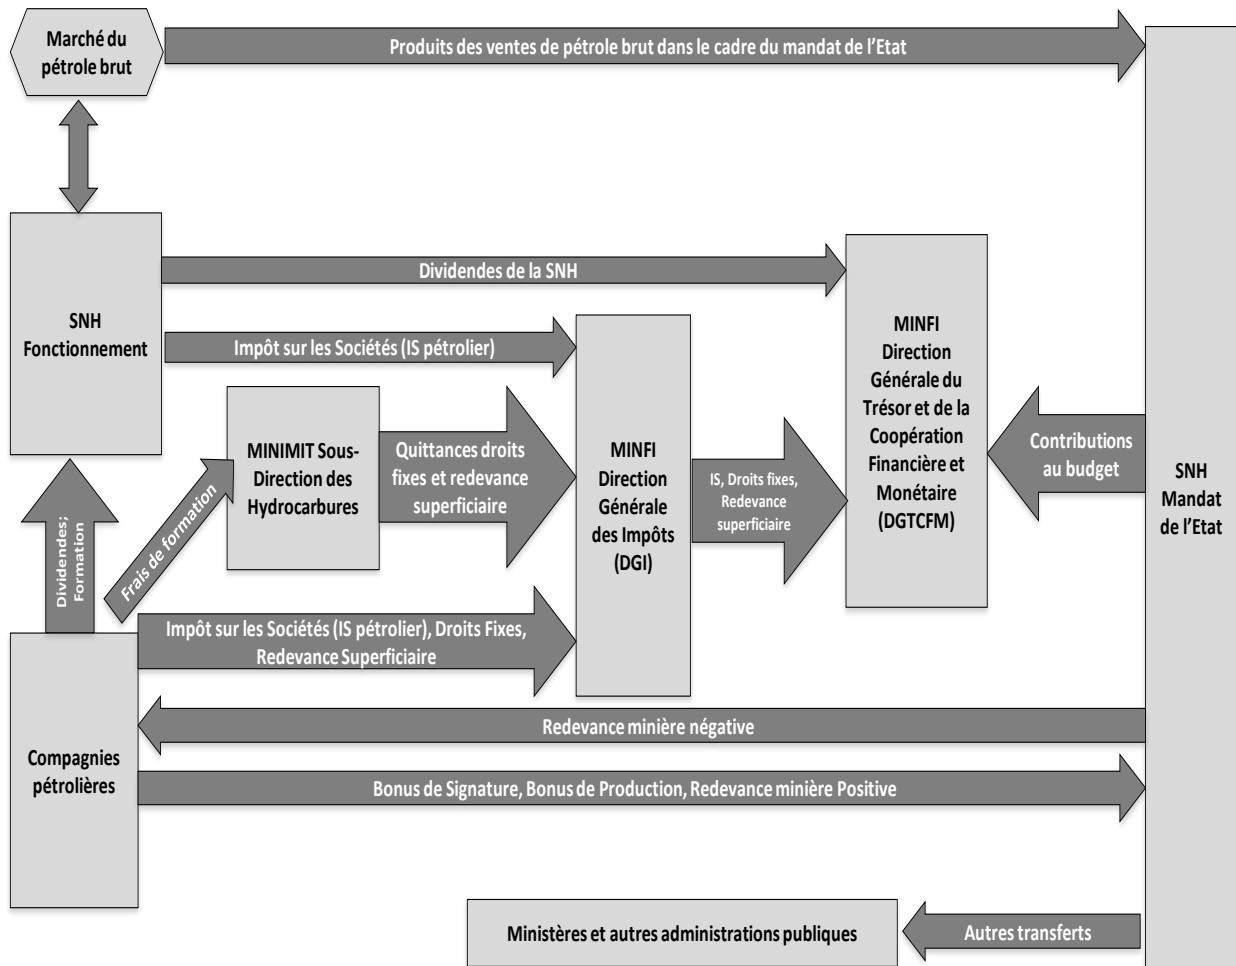 Marché du
pétrole brut
Produits des ventes de pétrole brut dans le cadre du mandat de l'Etat
SNH
Fonctionnement
Dividendes de la SNH
Impôt sur les Sociétés (IS pétrolier)
MINIMIT Sous-
Direction des
Hydrocarbures
Quittances droits
fixes et redevance
superficiaire
MINFI
Direction
Générale
des Impôts
(DGI)
IS, Droits fixes,
Redevance
superficiaire
MINFI
Direction
Générale du
Trésor et de la
Coopération
Financière et
Monétaire
(DGTCFM)
Contributions
au budget
SNH
Mandat
de l'Etat
Dividendes;
Formation
Frais de formation
Impôt sur les Sociétés (IS pétrolier), Droits Fixes,
Redevance Superficiaire
Compagnies
pétrolières
Redevance minière négative
Bonus de Signature, Bonus de Production, Redevance minière Positive
Ministères et autres administrations publiques
Autres transferts